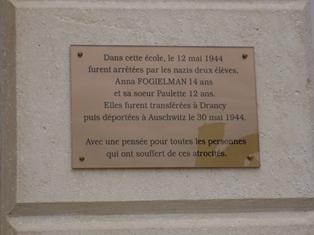 Dans cette école, le 12 mai 1944
furent arrêtées par les nazis deux élèves,
Anna FOGIELMAN 14 ans
et sa soeur Paulette 12 ans.
Elles furent transférées à Drancy
puis déportées à Auschwitz le 30 mai 1944.
Avec une pensée pour toutes les personnes
qui ont souffert de ces atrocités.